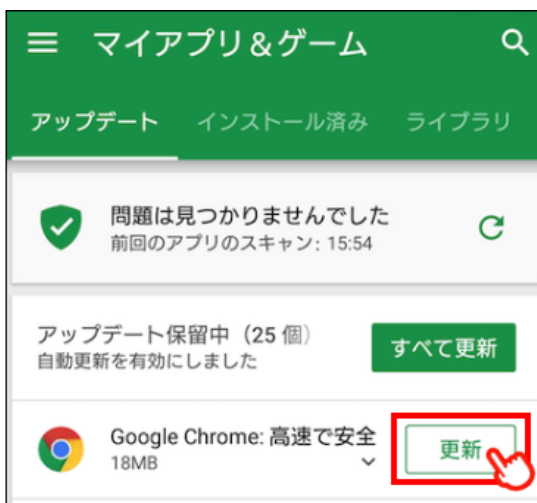 マイアプリ＆ゲーム
アップデート インストール済み ライブラリ
問題は見つかりませんでした
前回のアプリのスキャン: 15:54
アップデート保留中（25 個）
自動更新を有効にしました
すべて更新
Google Chrome: 高速で安全
18MB
更新